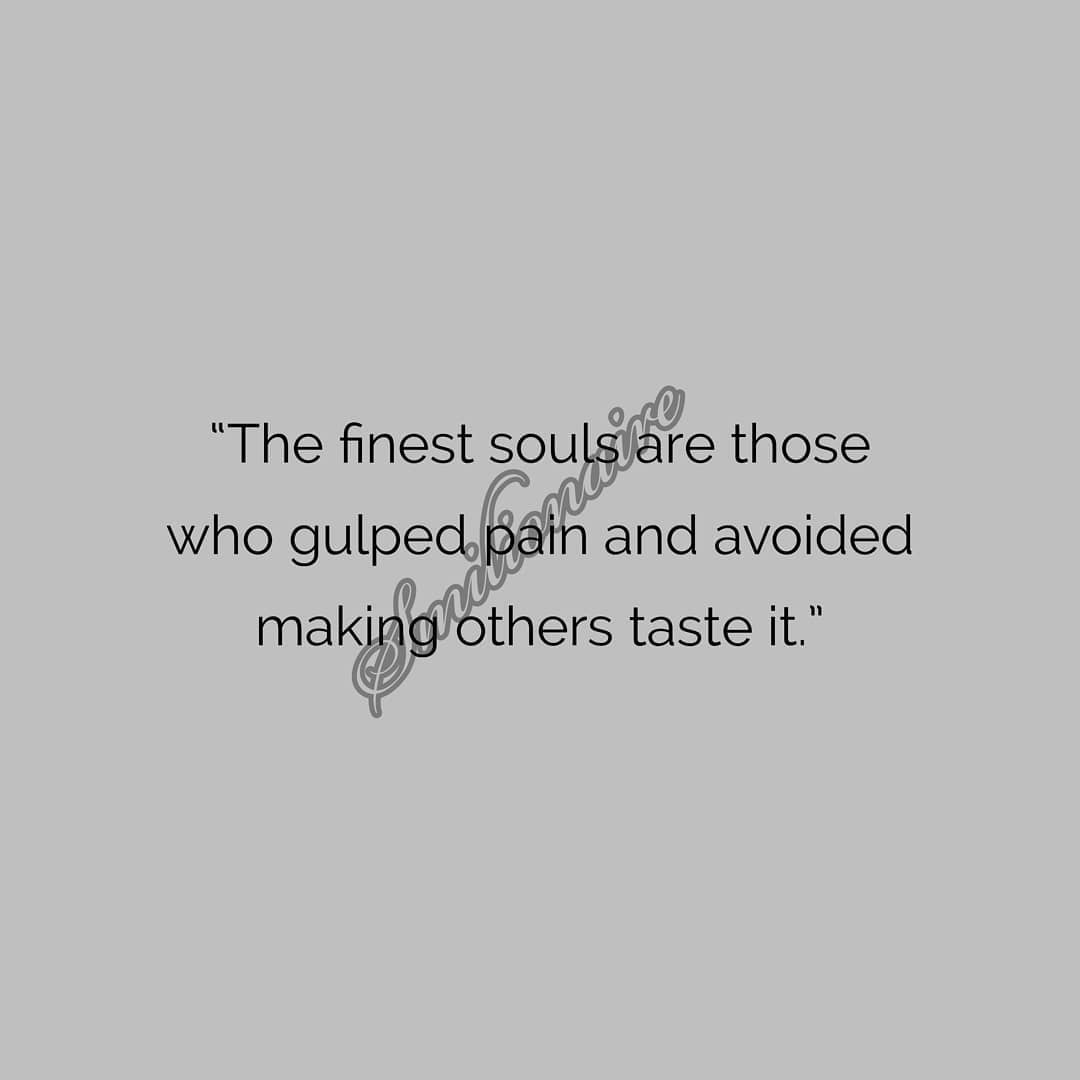 “The finest souls are those
who gulped pain and avoided
making others taste it.”
Smilionaire